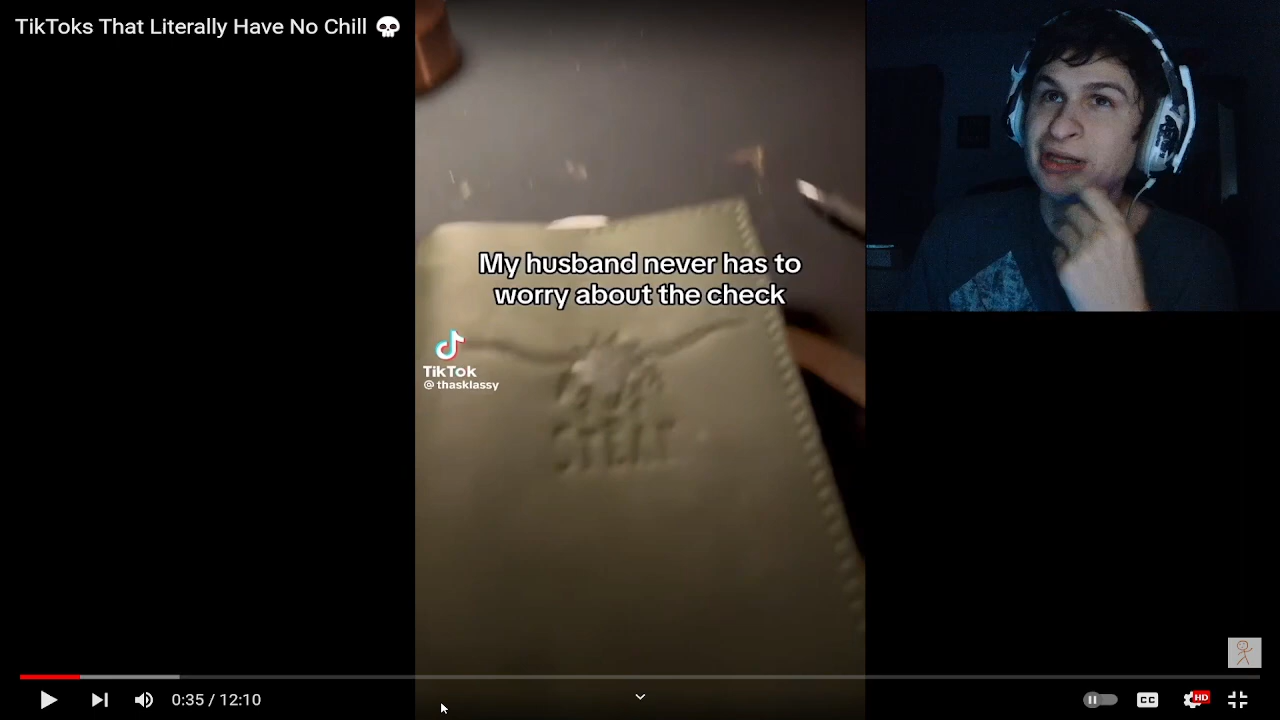 TikToks That Literally Have No Chill 💀
My husband never has to
worry about the check
TikTok
@thasklassy
0:35 / 12:10
CC
HD